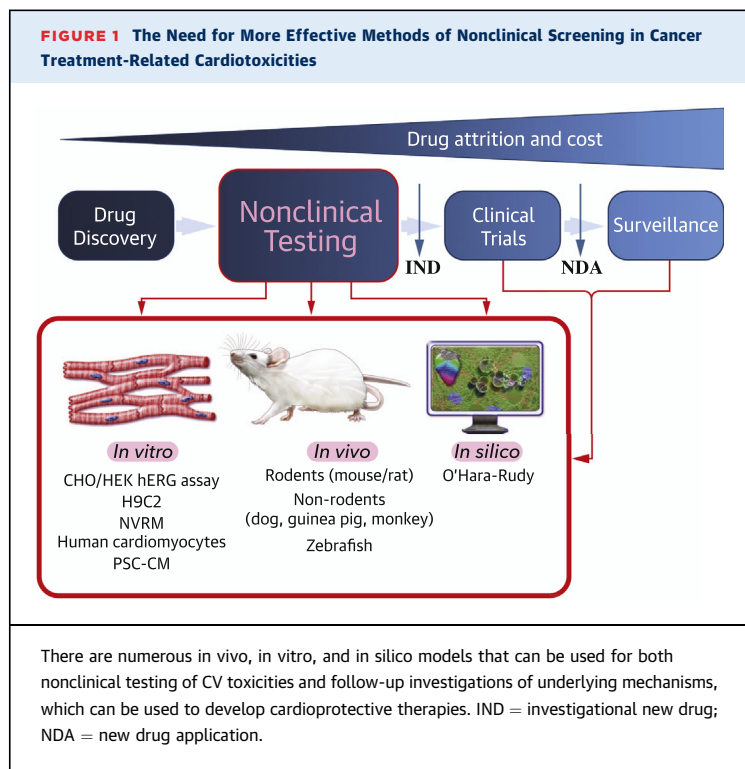 FIGURE 1 The Need for More Effective Methods of Nonclinical Screening in Cancer
Treatment-Related Cardiotoxicities
Drug attrition and cost
Drug
Discovery
Nonclinical
Testing
IND
Clinical
Trials
NDA
Surveillance
In vitro
CHO/HEK hERG assay
H9C2
NVRM
Human cardiomyocytes
PSC-CM
In vivo
Rodents (mouse/rat)
Non-rodents
(dog, guinea pig, monkey)
Zebrafish
In silico
O'Hara-Rudy
There are numerous in vivo, in vitro, and in silico models that can be used for both
nonclinical testing of CV toxicities and follow-up investigations of underlying mechanisms,
which can be used to develop cardioprotective therapies. IND = investigational new drug;
NDA = new drug application.